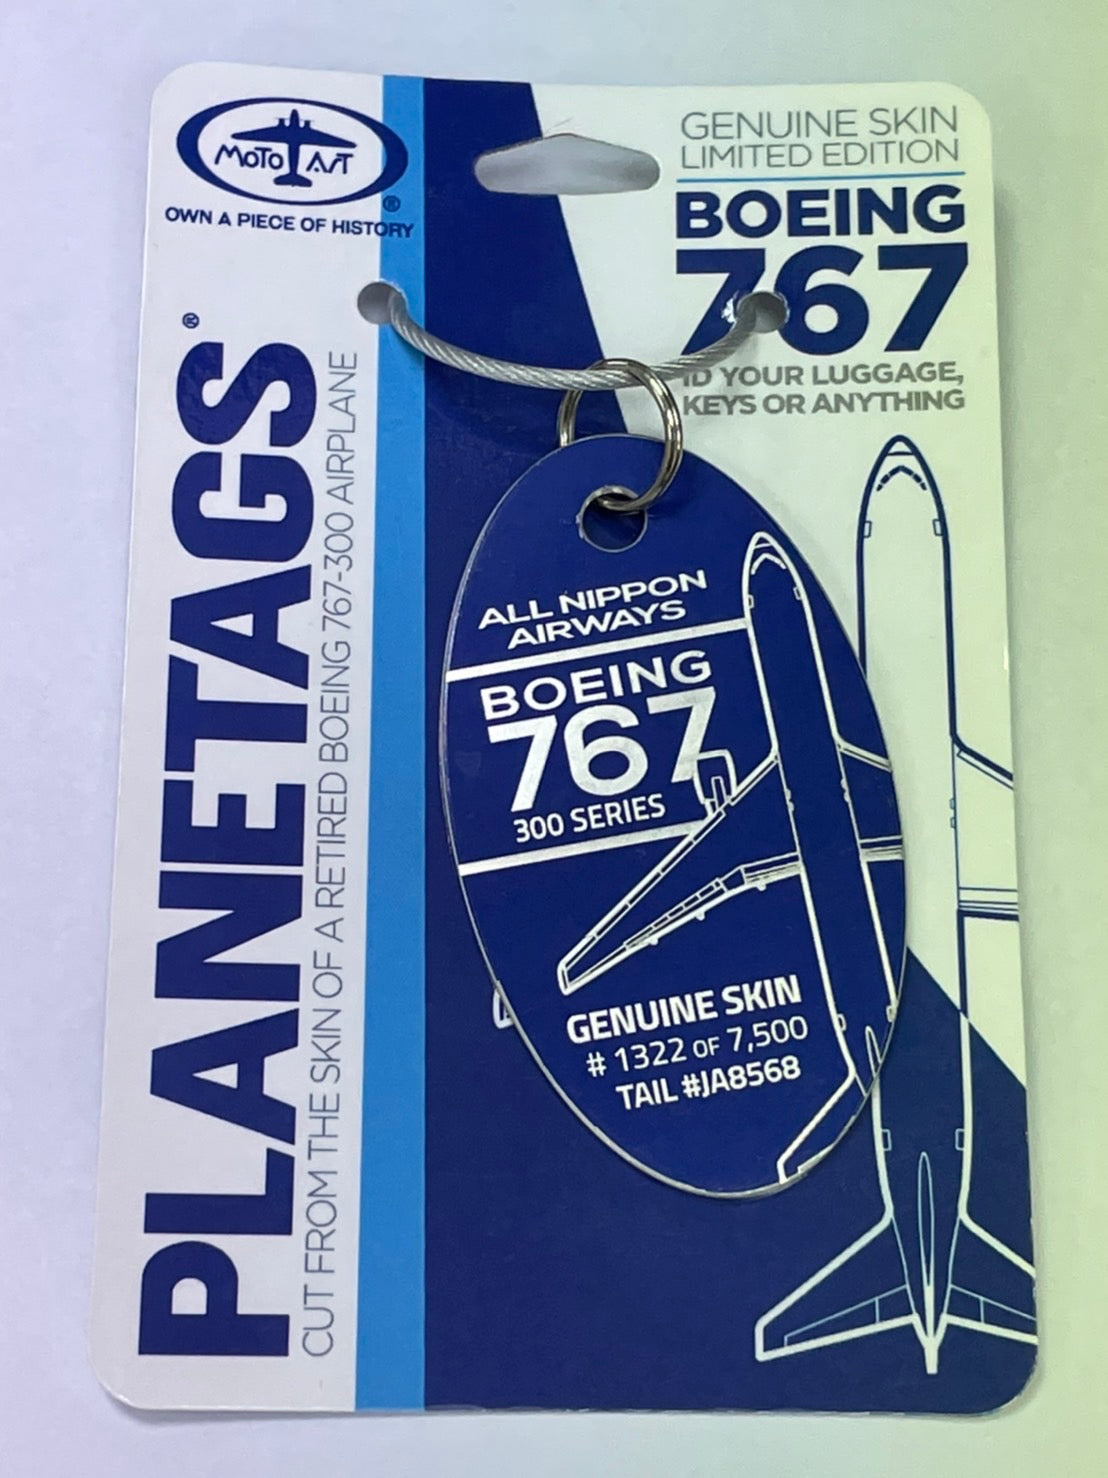 MOTO ART
®
OWN A PIECE OF HISTORY
GENUINE SKIN
LIMITED EDITION
BOEING
767
ID YOUR LUGGAGE,
KEYS OR ANYTHING
PLANETAGS®
CUT FROM THE SKIN OF A RETIRED BOEING 767-300 AIRPLANE
ALL NIPPON
AIRWAYS
BOEING
767
300 SERIES
GENUINE SKIN
# 1322 OF 7,500
TAIL #JA8568